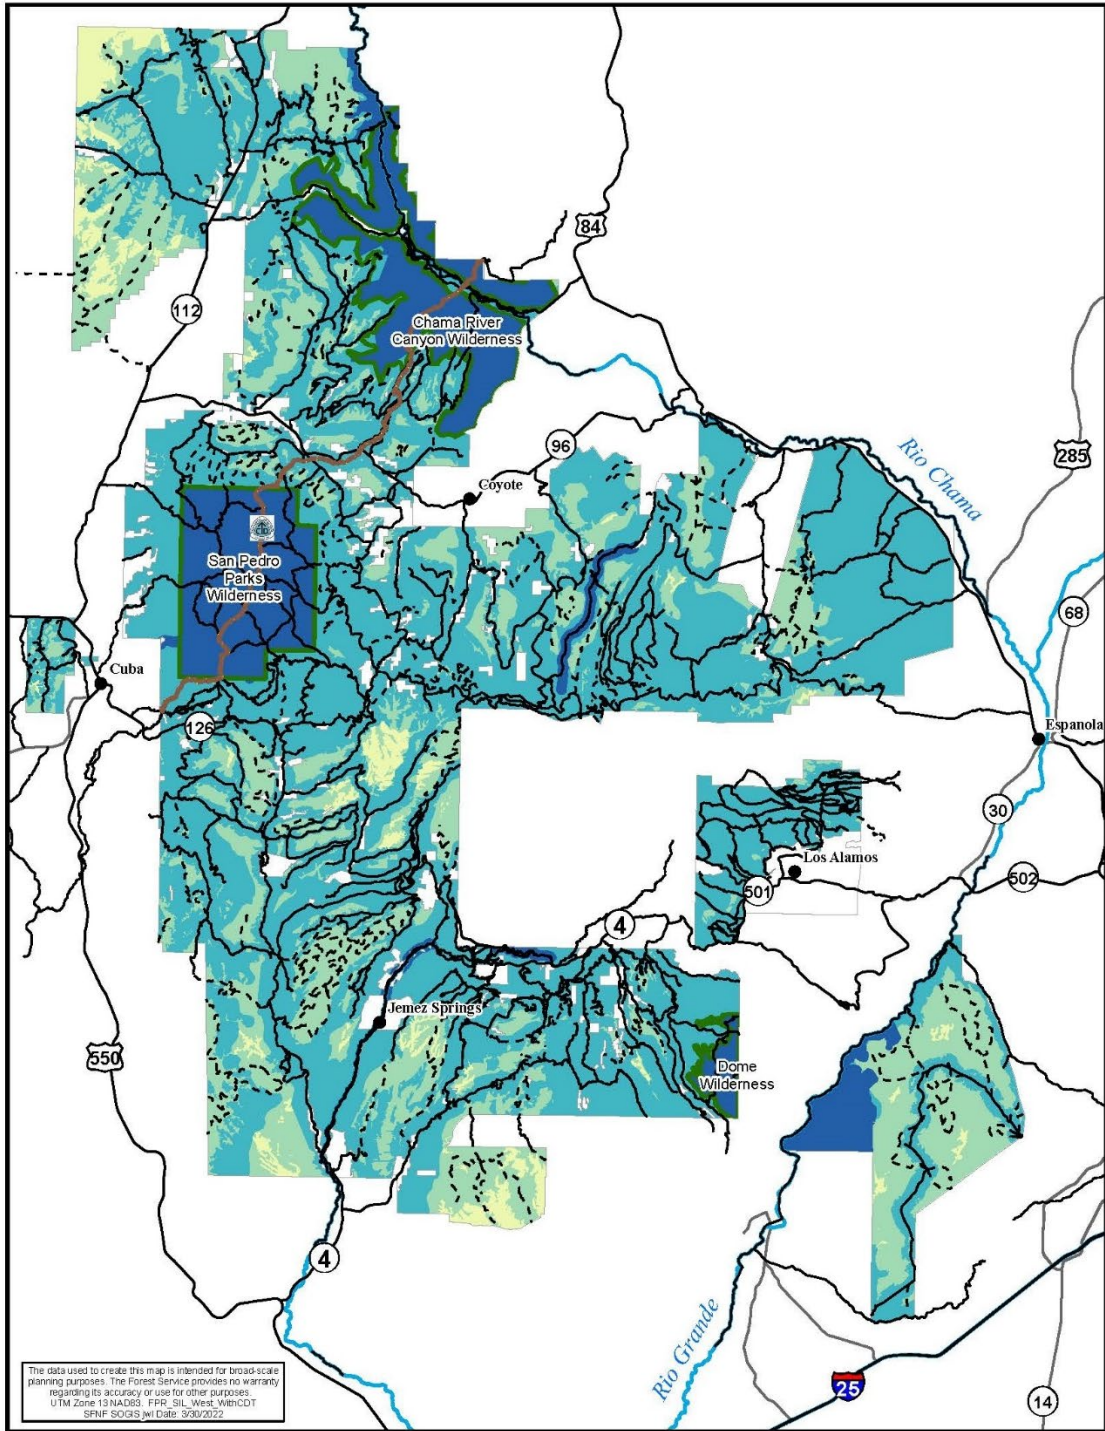 84
112
Chama River
Canyon Wilderness
96
Rio Chama
285
Coyote
San Pedro
Parks
Wilderness
68
Cuba
126
Espanola
30
Los Alamos
501
502
4
Jemez Springs
550
Dome
Wilderness
4
Rio Grande
25
14
The data used to create this map is intended for broad-scale
planning purposes. The Forest Service provides no warranty
regarding its accuracy or use for other purposes.
UTM Zone 13 NAD83. FPR_SIL_West_WithCDT
SFNF SOGIS jwl Date: 3/30/2022